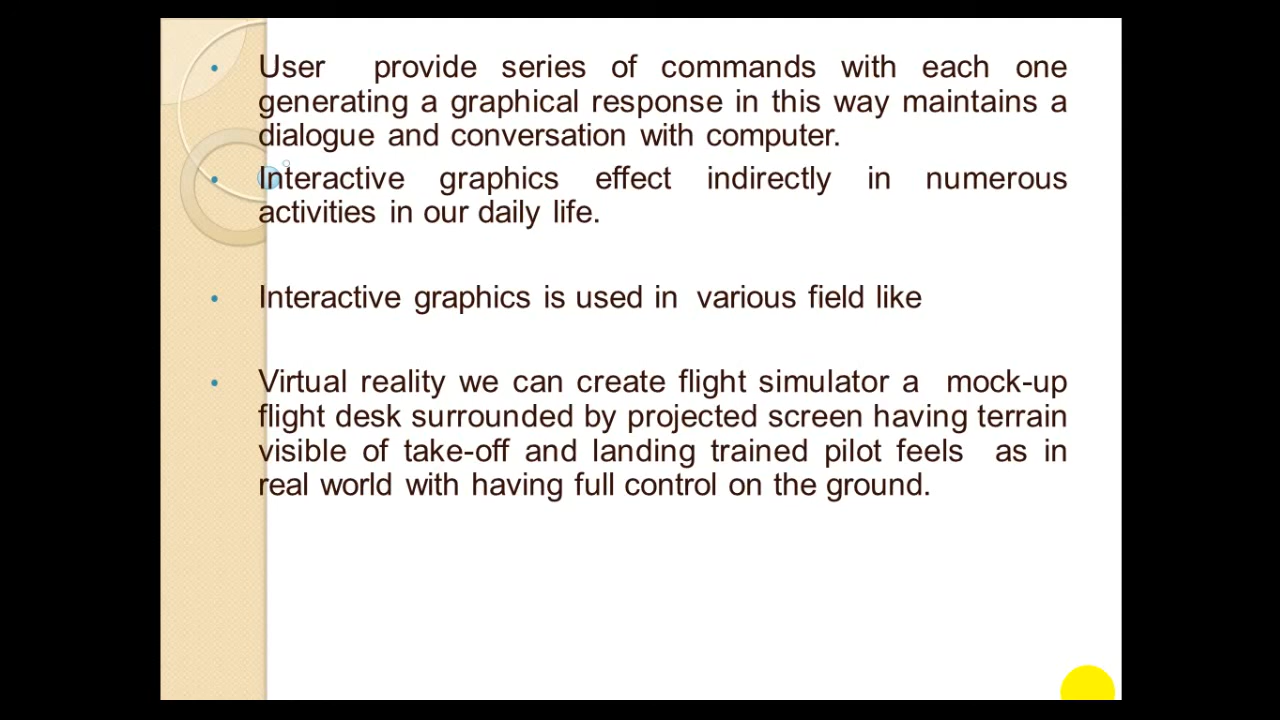 • User provide series of commands with each one
generating a graphical response in this way maintains a
dialogue and conversation with computer.
• Interactive graphics effect indirectly in numerous
activities in our daily life.
• Interactive graphics is used in various field like
• Virtual reality we can create flight simulator a mock-up
flight desk surrounded by projected screen having terrain
visible of take-off and landing trained pilot feels as in
real world with having full control on the ground.